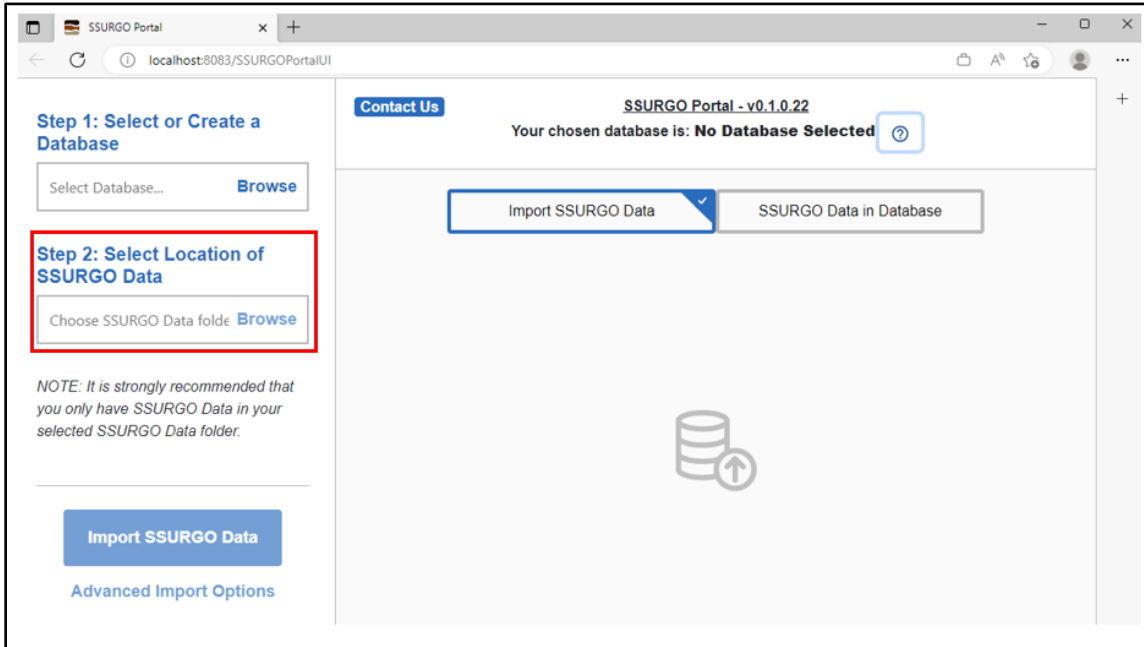 SSURGO Portal
localhost:8083/SSURGOPortalUI
Step 1: Select or Create a
Database
Select Database...
Browse
Step 2: Select Location of
SSURGO Data
Choose SSURGO Data folde
Browse
NOTE: It is strongly recommended that
you only have SSURGO Data in your
selected SSURGO Data folder.
Import SSURGO Data
Advanced Import Options
Contact Us
SSURGO Portal - v0.1.0.22
Your chosen database is: No Database Selected
Import SSURGO Data
SSURGO Data in Database